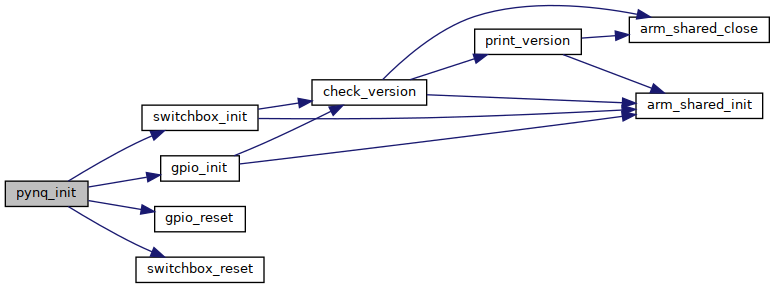 pynq_init
switchbox_init
gpio_init
gpio_reset
switchbox_reset
check_version
print_version
arm_shared_close
arm_shared_init